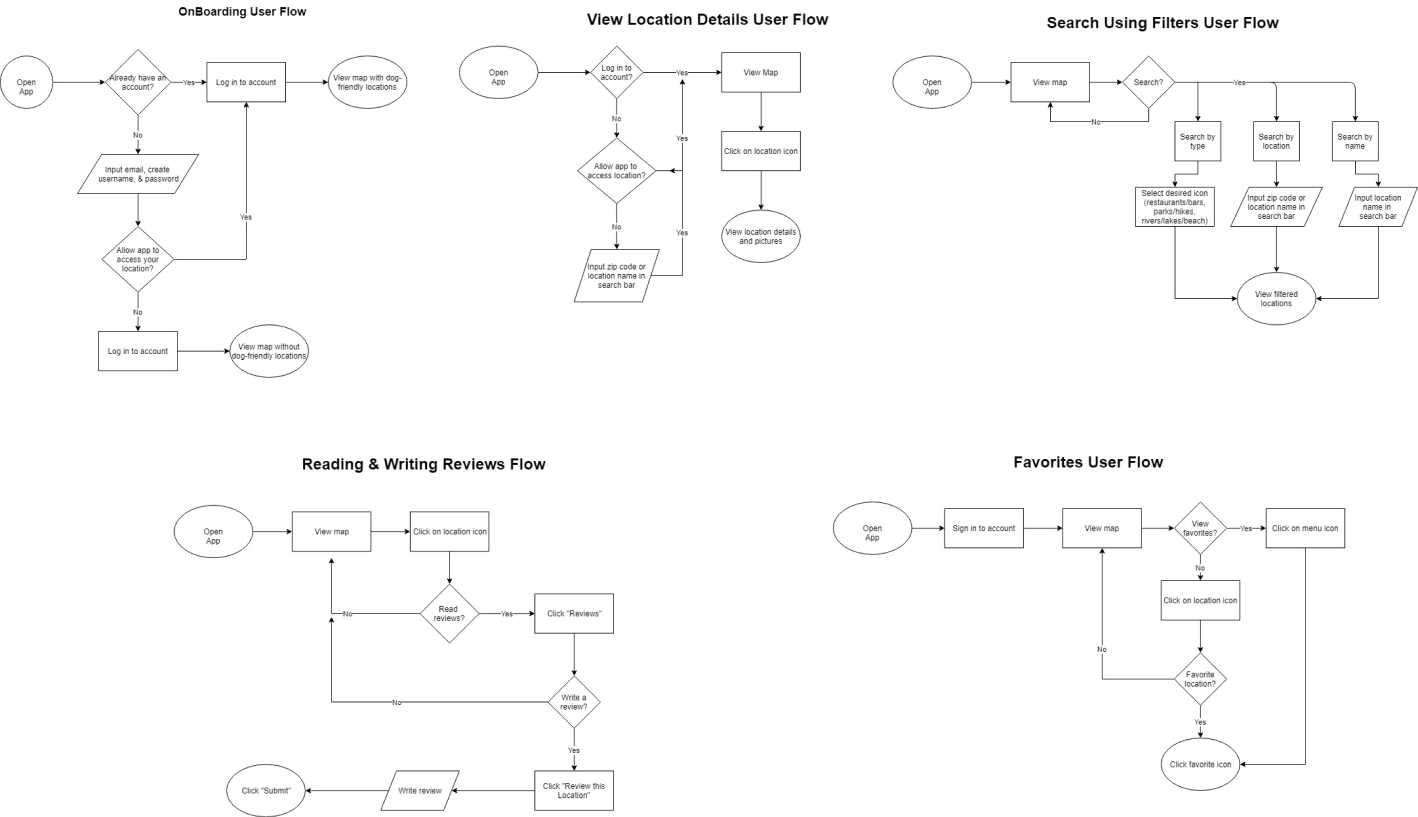 OnBoarding User Flow
Open
App
Already have an
account?
Yes
Log in to account
View map with dog-
friendly locations
No
Input email, create
username, & password
Allow app to
access your
location?
Yes
No
Log in to account
View map without
dog-friendly locations
View Location Details User Flow
Open
App
Log in to
account?
Yes
View Map
No
Yes
Click on location icon
Allow app to
access location?
No
Yes
View location details
and pictures
Input zip code or
location name in
search bar
Search Using Filters User Flow
Open
App
View map
Search?
Yes
No
Search by
type
Search by
location
Search by
name
Select desired icon
(restaurants/bars,
parks/hikes,
rivers/lakes/beach)
Input zip code or
location name in
search bar
Input location
name in
search bar
View filtered
locations
Reading & Writing Reviews Flow
Open
App
View map
Click on location icon
Read
reviews?
No
Yes
Click "Reviews"
Write a
review?
No
Yes
Click "Review this
Location"
Write review
Click "Submit"
Favorites User Flow
Open
App
Sign in to account
View map
View
favorites?
Yes
Click on menu icon
No
Click on location icon
Favorite
location?
No
Yes
Click favorite icon